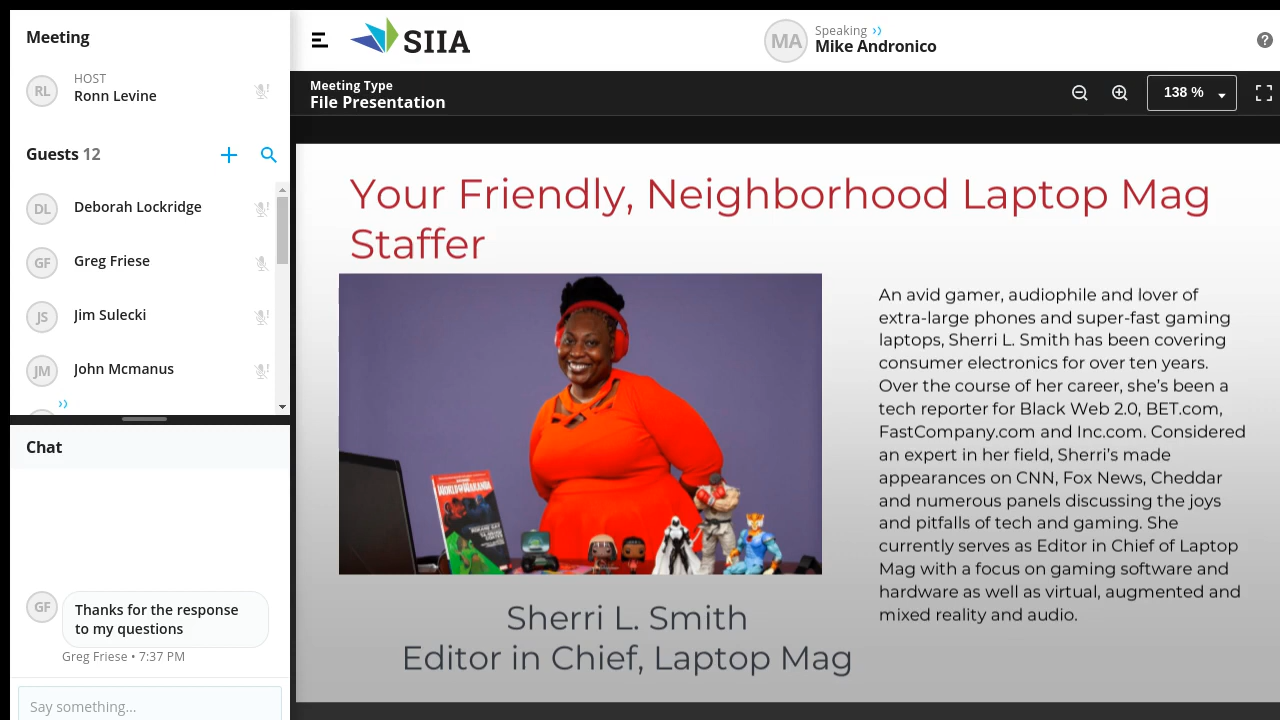 Meeting
RL
HOST
Ronn Levine
Guests 12
DL
Deborah Lockridge
GF
Greg Friese
JS
Jim Sulecki
JM
John Mcmanus
Chat
GF
Thanks for the response
to my questions
Greg Friese • 7:37 PM
Say something...
SIIA
MA
Speaking
Mike Andronico
Meeting Type
File Presentation
138 %
Your Friendly, Neighborhood Laptop Mag
Staffer
An avid gamer, audiophile and lover of
extra-large phones and super-fast gaming
laptops, Sherri L. Smith has been covering
consumer electronics for over ten years.
Over the course of her career, she's been a
tech reporter for Black Web 2.0, BET.com,
FastCompany.com and Inc.com. Considered
an expert in her field, Sherri's made
appearances on CNN, Fox News, Cheddar
and numerous panels discussing the joys
and pitfalls of tech and gaming. She
currently serves as Editor in Chief of Laptop
Mag with a focus on gaming software and
hardware as well as virtual, augmented and
mixed reality and audio.
Sherri L. Smith
Editor in Chief, Laptop Mag